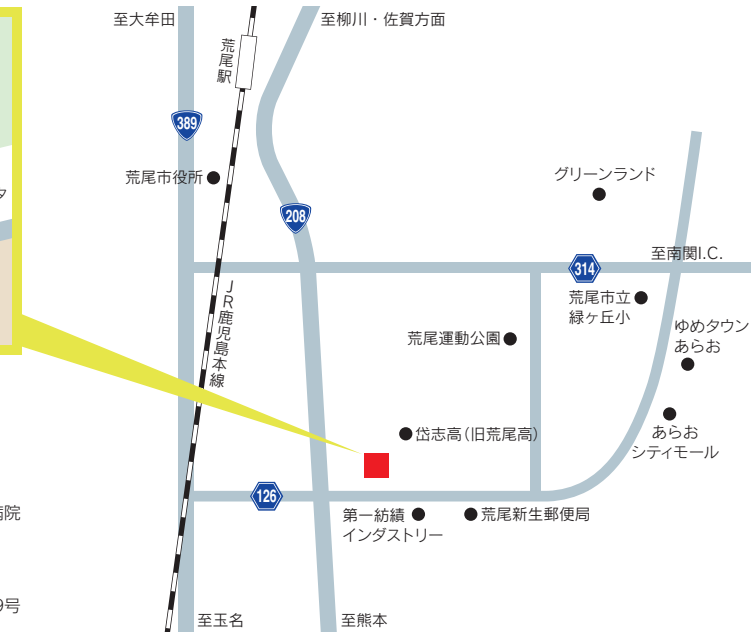 至大牟田
至柳川・佐賀方面
荒尾駅
389
荒尾市役所
グリーンランド
208
至南関I.C.
314
荒尾市立
緑ヶ丘小
JR鹿児島本線
ゆめタウン
あらお
荒尾運動公園
岱志高（旧荒尾高）
あらお
シティモール
126
第一紡績
インダストリー
荒尾新生郵便局
病院
9号
至玉名
至熊本